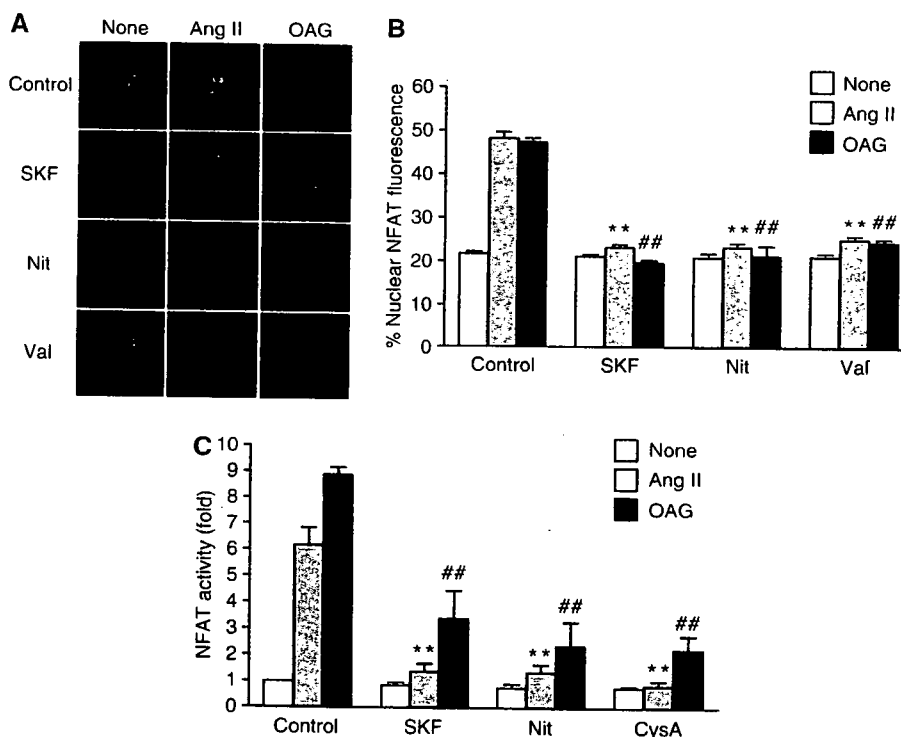 A
None Ang II OAG
Control
SKF
Nit
Val
B
% Nuclear NFAT fluorescence
60
50
40
30
20
10
0
None
Ang II
OAG
** ## ** ## ** ##
Control SKF Nit Val
C
NFAT activity (fold)
10
9
8
7
6
5
4
3
2
1
0
None
Ang II
OAG
** ## ** ## ** ##
Control SKF Nit CvsA